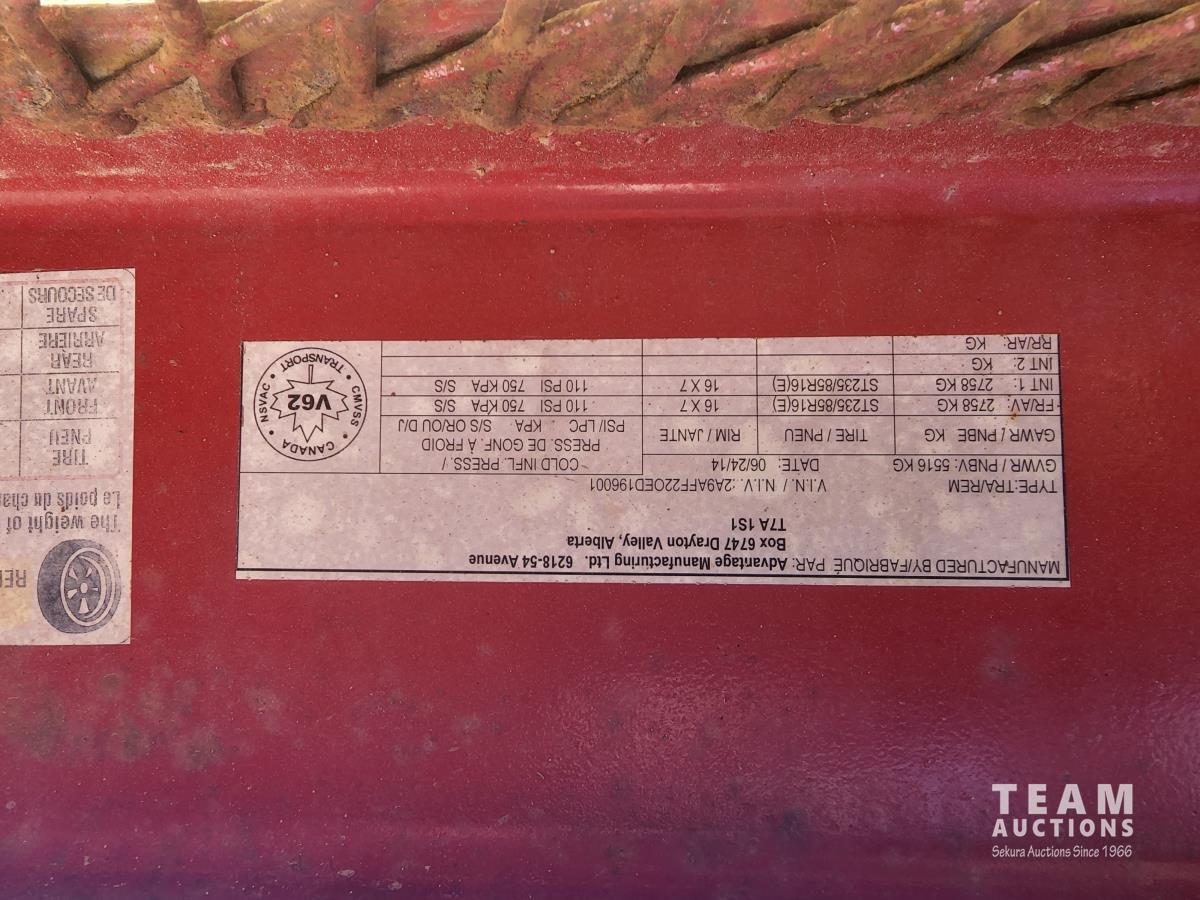 MANUFACTURED BY/FABRIQUÉ PAR: Advantage Manufacturing Ltd. 6218-54 Avenue
Box 6747 Drayton Valley, Alberta
T7A 1S1
TYPE:TRA/REM V.I.N. / N.I.V.:2A9AFF22OED196001
GVWR / PNBV: 5516 KG DATE: 06/24/14
GAWR / PNBE KG TIRE / PNEU RIM / JANTE
COLD INFL. PRESS. /
PRESS. DE GONF. À FROID
PSI / LPC KPA S/S OR/OU D/J
FR/AV: 2758 KG ST235/85R16(E) 16 X 7 110 PSI 750 KPA S/S
INT 1: 2758 KG ST235/85R16(E) 16 X 7 110 PSI 750 KPA S/S
INT 2: KG
RR/AR: KG
CANADA
CMVSS • TRANSPORT • NSVAC
V62
The weight of
Le poids du
TIRE
PNEU
FRONT
AVANT
REAR
ARRIERE
SPARE
DE SECOURS
TEAM
AUCTIONS
Sekura Auctions Since 1966